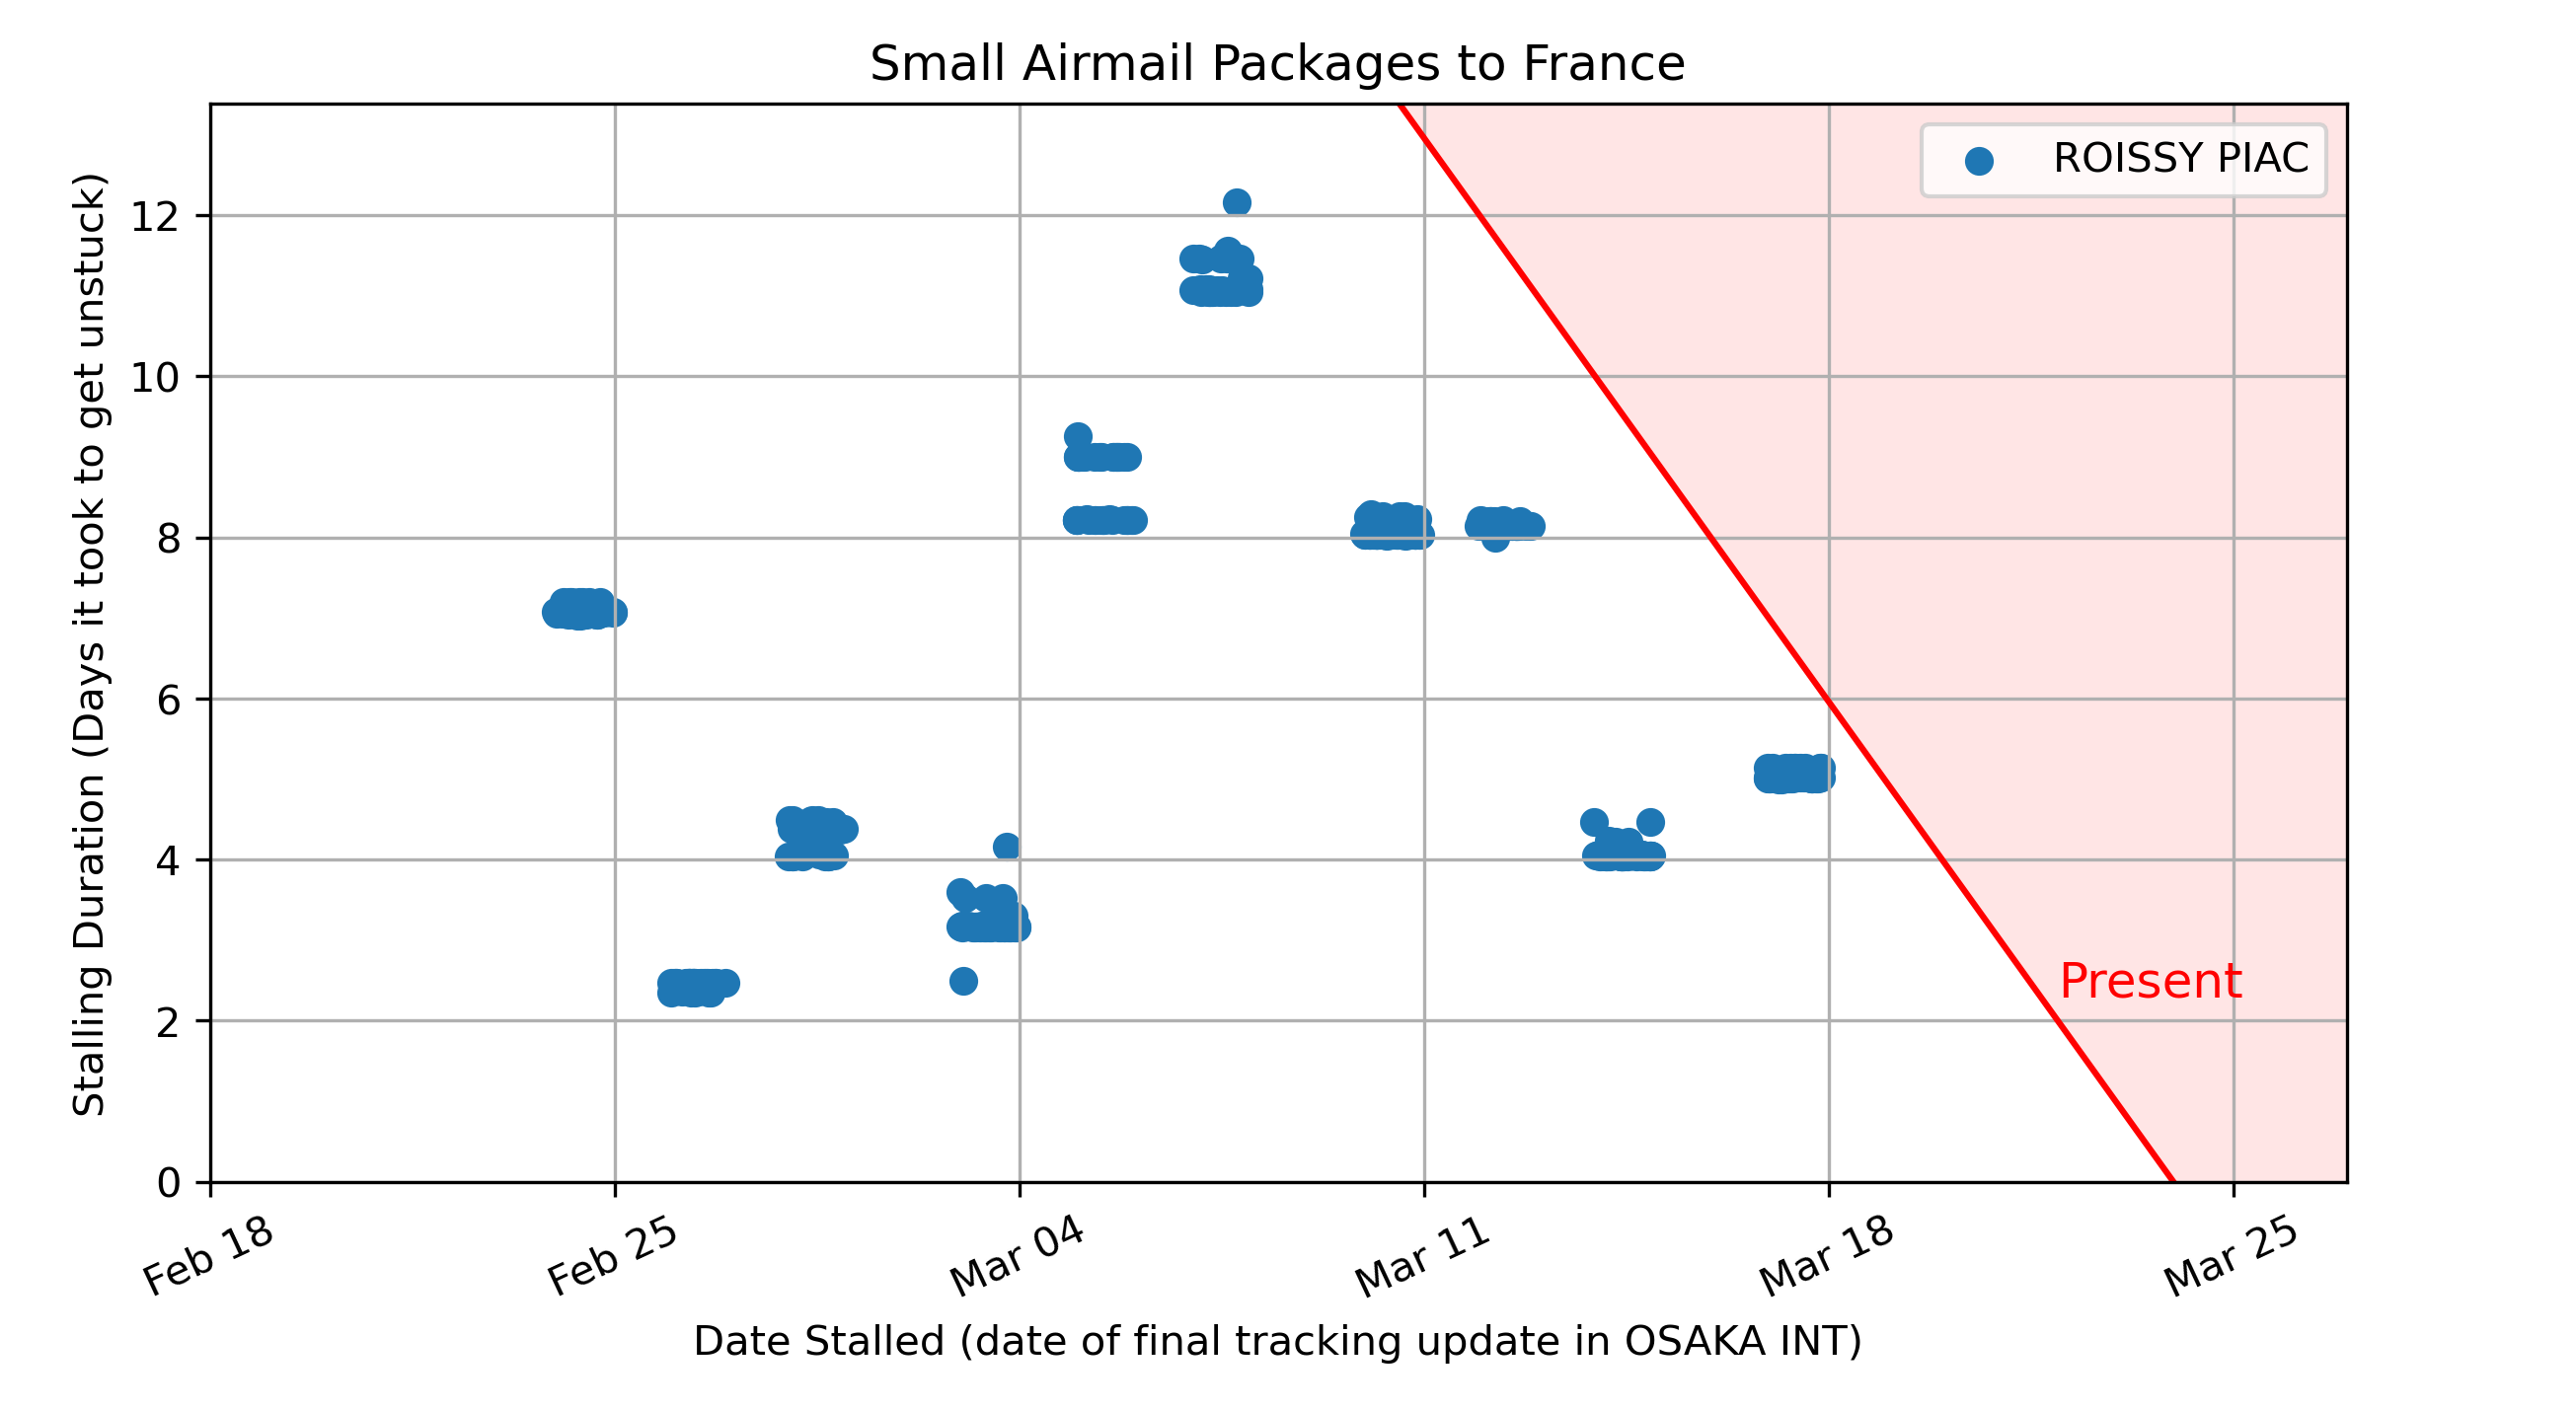 Small Airmail Packages to France
Stalling Duration (Days it took to get unstuck)
12
10
8
6
4
2
0
ROISSY PIAC
Present
Feb 18
Feb 25
Mar 04
Mar 11
Mar 18
Mar 25
Date Stalled (date of final tracking update in OSAKA INT)